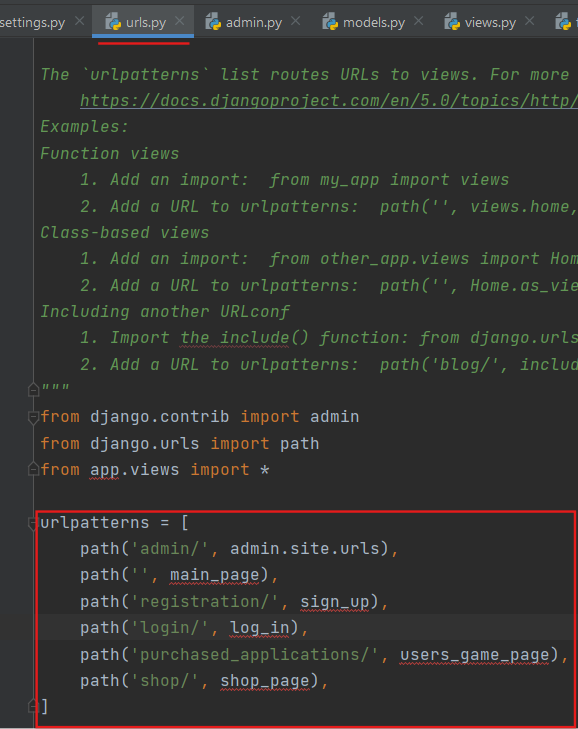 settings.py urls.py admin.py models.py views.py
The `urlpatterns` list routes URLs to views. For more
    https://docs.djangoproject.com/en/5.0/topics/http/
Examples:
Function views
    1. Add an import:  from my_app import views
    2. Add a URL to urlpatterns:  path('', views.home,
Class-based views
    1. Add an import:  from other_app.views import Hom
    2. Add a URL to urlpatterns:  path('', Home.as_vie
Including another URLconf
    1. Import the include() function: from django.urls
    2. Add a URL to urlpatterns:  path('blog/', includ
"""
from django.contrib import admin
from django.urls import path
from app.views import *
urlpatterns = [
    path('admin/', admin.site.urls),
    path('', main_page),
    path('registration/', sign_up),
    path('login/', log_in),
    path('purchased_applications/', users_game_page),
    path('shop/', shop_page),
]